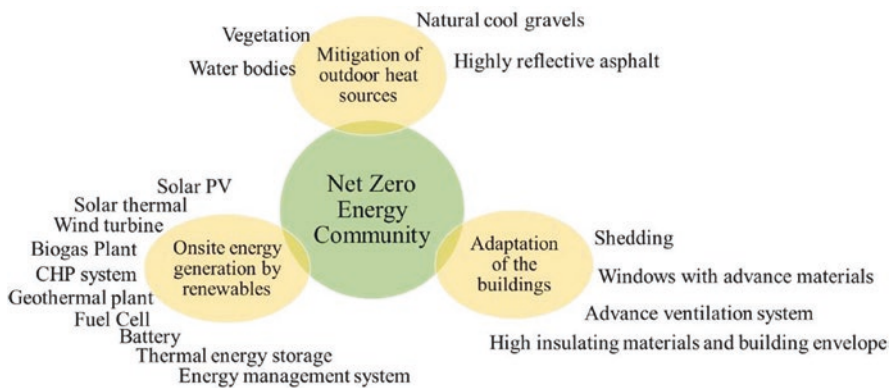 Natural cool gravels
Vegetation
Mitigation of
outdoor heat
sources
Water bodies
Highly reflective asphalt
Net Zero
Energy
Community
Solar PV
Solar thermal
Wind turbine
Biogas Plant
CHP system
Geothermal plant
Fuel Cell
Battery
Thermal energy storage
Energy management system
Onsite energy
generation by
renewables
Adaptation
of the
buildings
Shedding
Windows with advance materials
Advance ventilation system
High insulating materials and building envelope